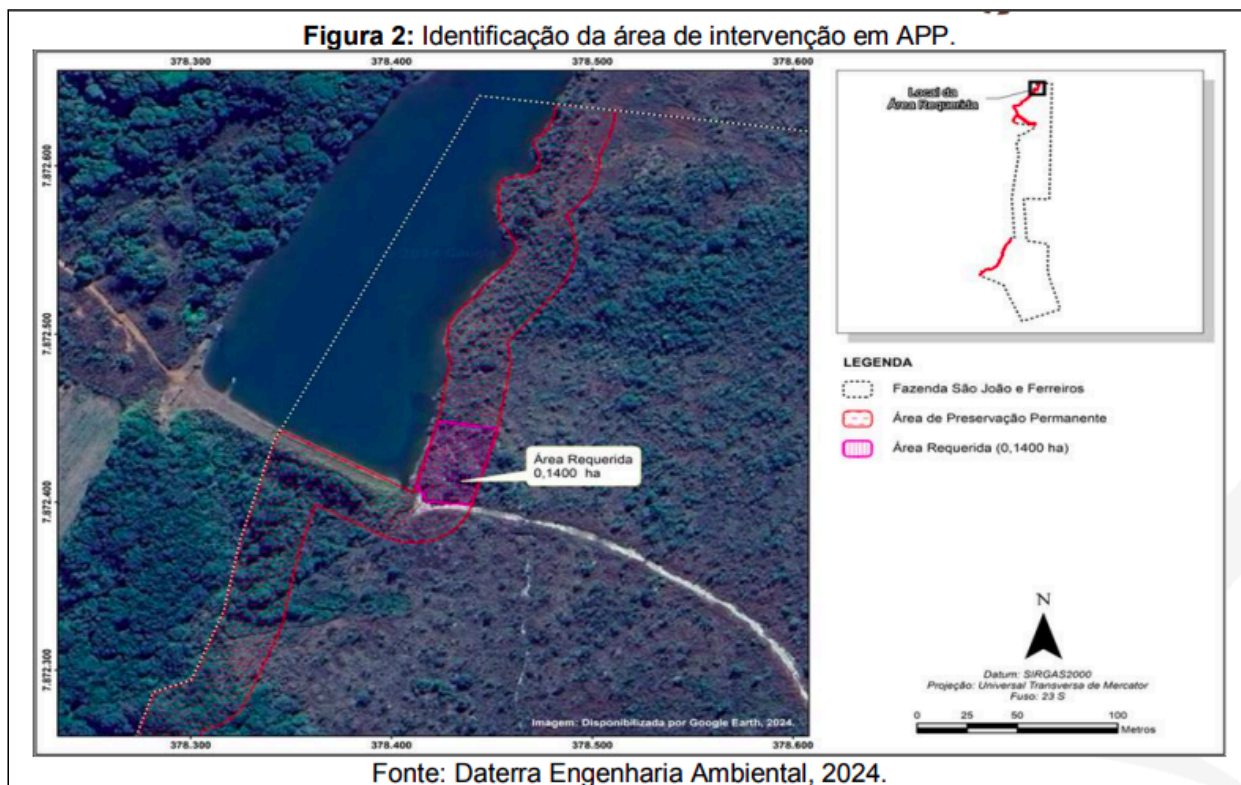 Figura 2: Identificação da área de intervenção em APP.
378.300 378.400 378.500 378.600
7.872.600
7.872.500
7.872.400
7.872.300
Área Requerida
0,1400 ha
Imagem: Disponibilizada por Google Earth, 2024.
378.300 378.400 378.500 378.600
Local da
Área Requerida
LEGENDA
Fazenda São João e Ferreiros
Área de Preservação Permanente
Área Requerida (0,1400 ha)
N
Datum: SIRGAS2000
Projeção: Universal Transversa de Mercator
Fuso: 23 S
0 25 50 100
Metros
Fonte: Daterra Engenharia Ambiental, 2024.